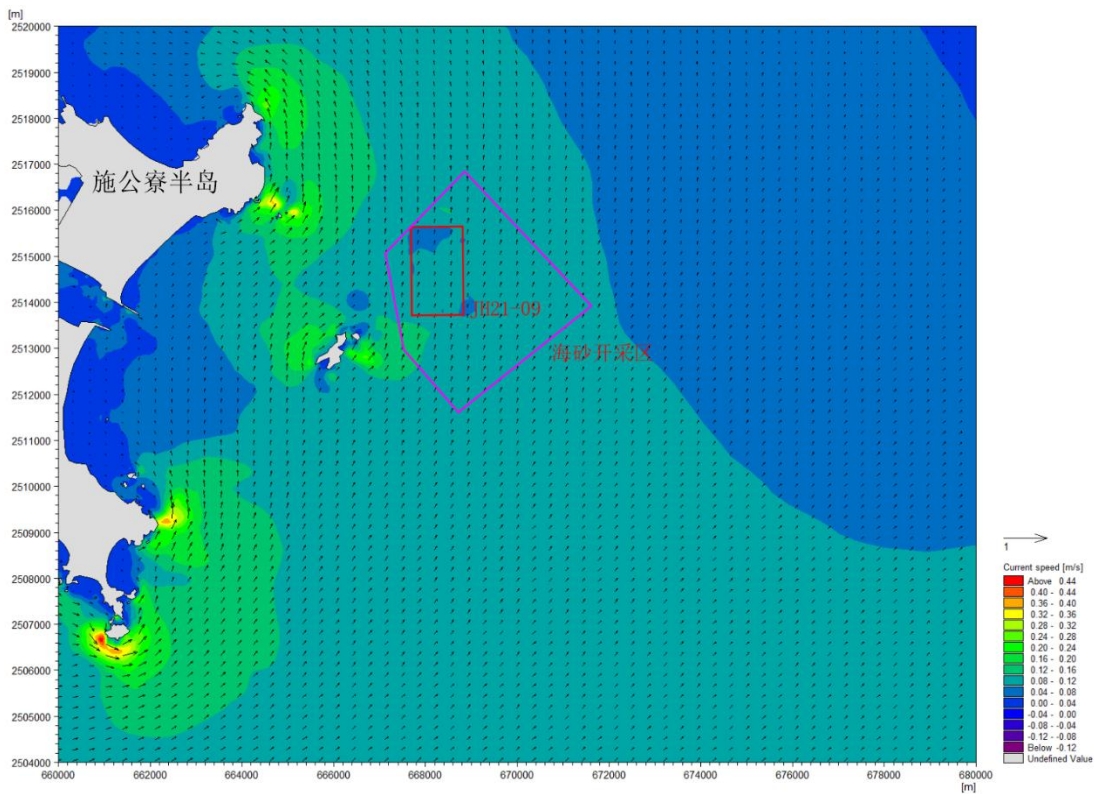 [m]
2520000
2519000
2518000
2517000
2516000
2515000
2514000
2513000
2512000
2511000
2510000
2509000
2508000
2507000
2506000
2505000
2504000
施公寮半岛
JH21-09
海砂开采区
660000 662000 664000 666000 668000 670000 672000 674000 676000 678000 680000
[m]
1
Current speed [m/s]
Above 0.44
0.40 - 0.44
0.36 - 0.40
0.32 - 0.36
0.28 - 0.32
0.24 - 0.28
0.20 - 0.24
0.16 - 0.20
0.12 - 0.16
0.08 - 0.12
0.04 - 0.08
0.00 - 0.04
-0.04 - 0.00
-0.08 - -0.04
-0.12 - -0.08
Below -0.12
Undefined Value